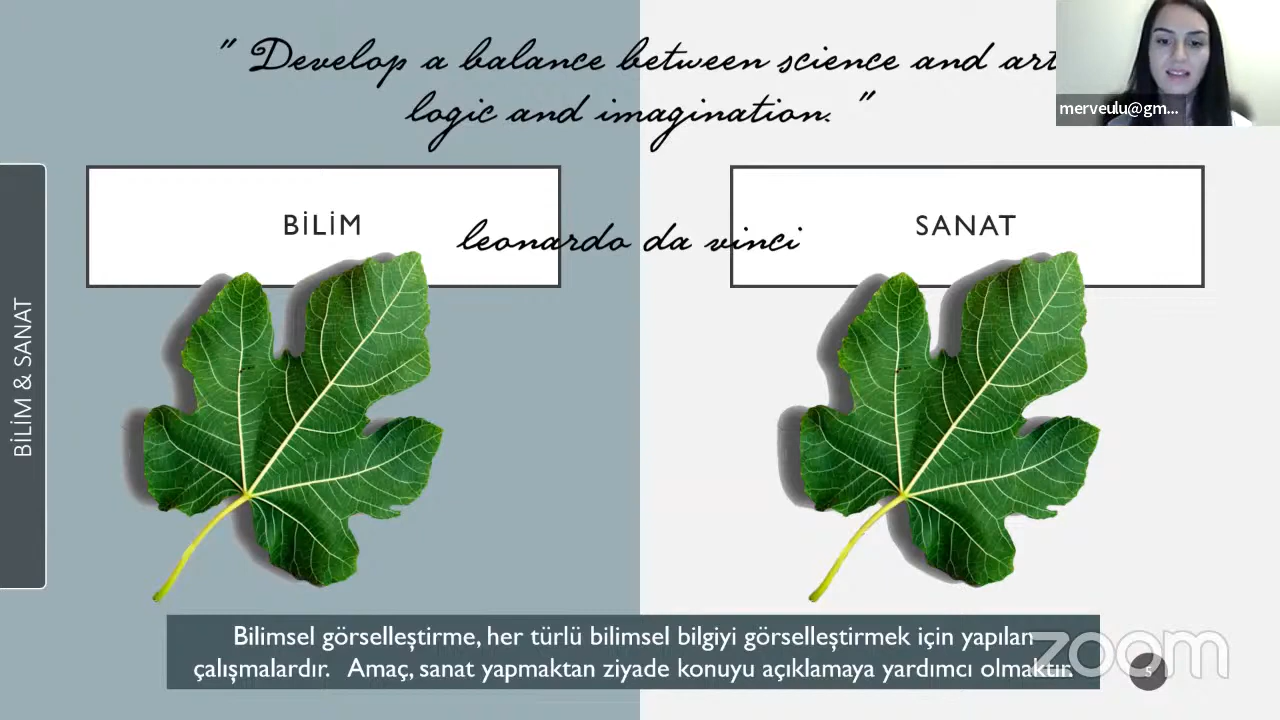 " Develop a balance between science and art
logic and imagination. "
merveulu@gm...
BİLİM
SANAT
leonardo da vinci
BİLİM & SANAT
Bilimsel görselleştirme, her türlü bilimsel bilgiyi görselleştirmek için yapılan
çalışmalardır. Amaç, sanat yapmaktan ziyade konuyu açıklamaya yardımcı olmaktır.
zoom
5